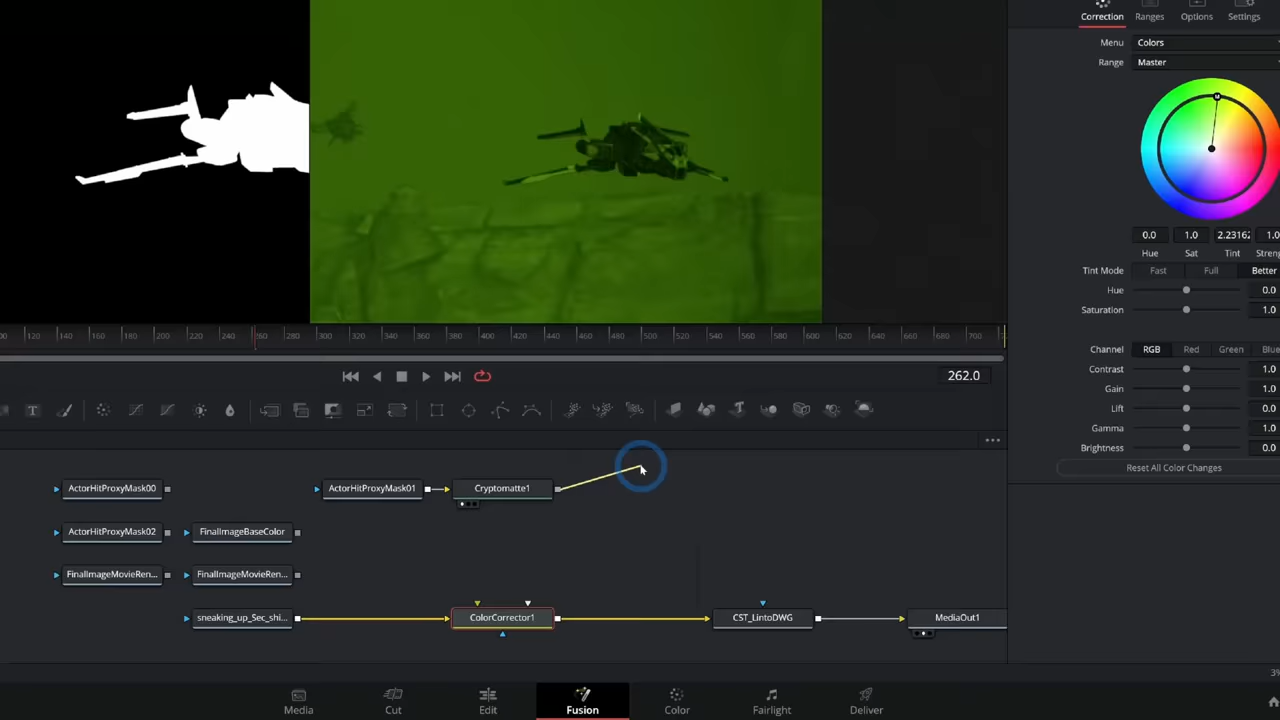 Correction Ranges Options Settings
Menu Colors
Range Master
0.0 1.0 2.2316 1.0
Hue Sat Tint Streng
Tint Mode Fast Full Better
Hue 0.0
Saturation 1.0
120 140 160 180 200 220 240 260 280 300 320 340 360 380 400 420 440 460 480 500 520 540 560 580 600 620 640 660 680 700
Channel RGB Red Green Blue
Contrast 1.0
262.0
Gain 1.0
Lift 0.0
Gamma 1.0
Brightness 0.0
Reset All Color Changes
ActorHitProxyMask00 ActorHitProxyMask01 Cryptomatte1
ActorHitProxyMask02 FinalImageBaseColor
FinalImageMovieRen... FinalImageMovieRen...
sneaking_up_Sec_shi... ColorCorrector1 CST_LintoDWG MediaOut1
3%
Media Cut Edit Fusion Color Fairlight Deliver